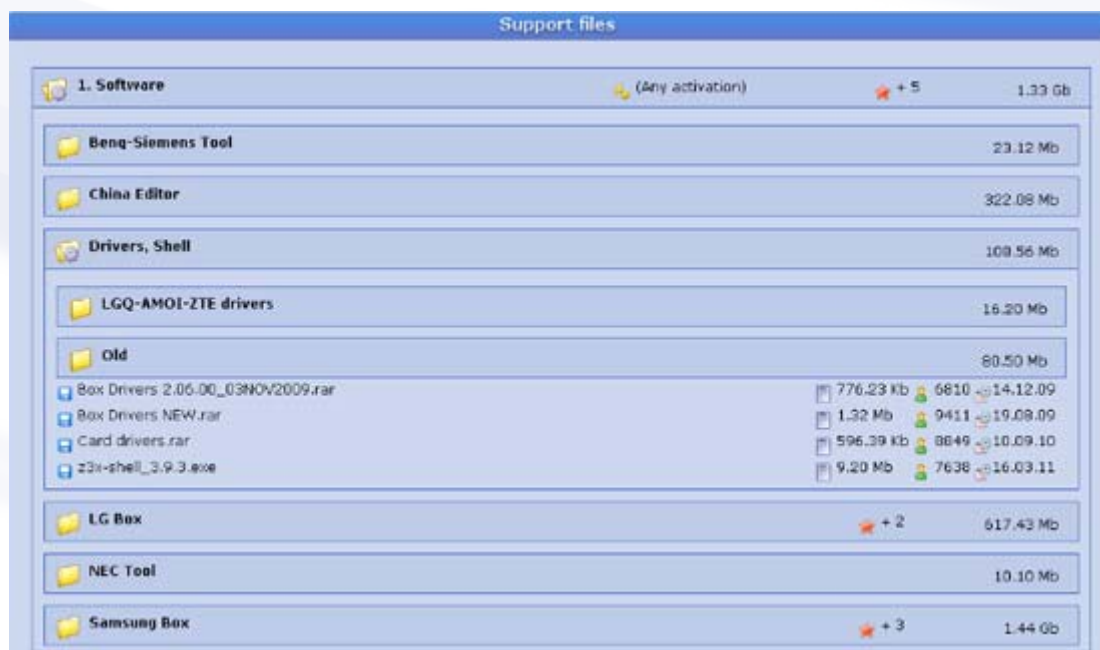 Support files
1. Software (Any activation) + 5 1.33 Gb
Benq-Siemens Tool 23.12 Mb
China Editor 322.08 Mb
Drivers, Shell 108.56 Mb
LGQ-AMOI-ZTE drivers 16.20 Mb
Old 80.50 Mb
Box Drivers 2.06.00_03NOV2009.rar 776.23 Kb 6810 14.12.09
Box Drivers NEW.rar 1.32 Mb 9411 19.08.09
Card drivers.rar 596.39 Kb 8849 10.09.10
z3x-shell_3.9.3.exe 9.20 Mb 7638 16.03.11
LG Box + 2 617.43 Mb
NEC Tool 10.10 Mb
Samsung Box + 3 1.44 Gb